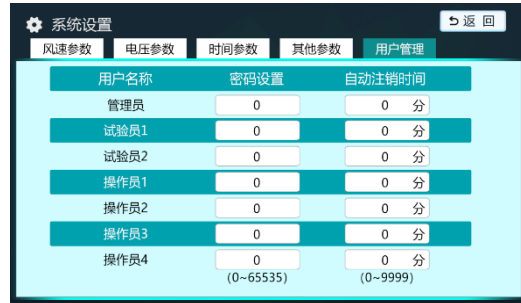 系统设置
返 回
风速参数 电压参数 时间参数 其他参数 用户管理
用户名称 密码设置 自动注销时间
管理员 0 0 分
试验员1 0 0 分
试验员2 0 0 分
操作员1 0 0 分
操作员2 0 0 分
操作员3 0 0 分
操作员4 0 0 分
(0~65535) (0~9999)